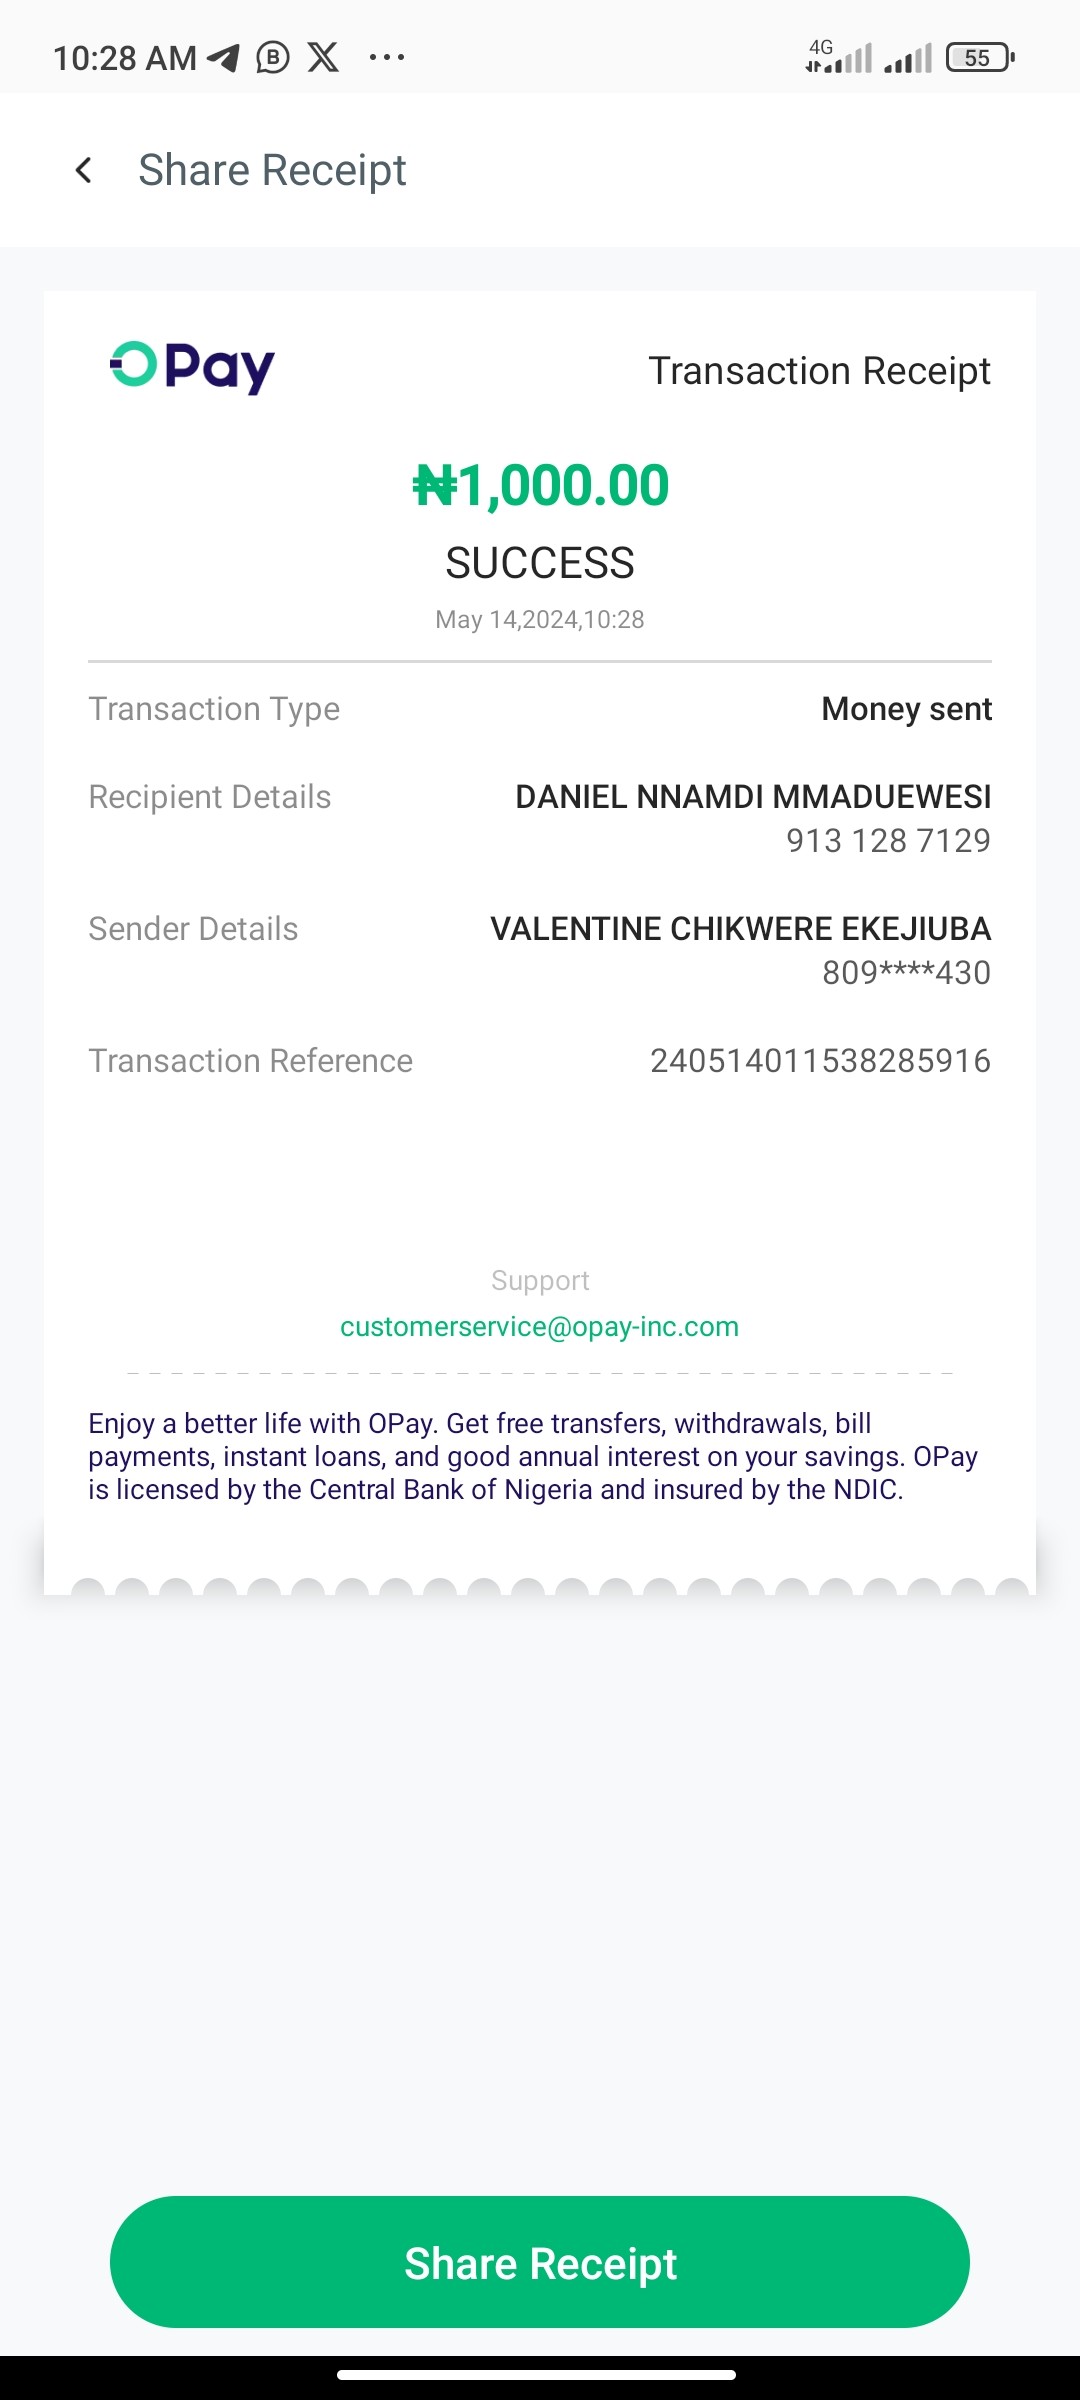 10:28 AM
4G
55
Share Receipt
OPay
Transaction Receipt
₦1,000.00
SUCCESS
May 14,2024,10:28
Transaction Type Money sent
Recipient Details DANIEL NNAMDI MMADUEWESI
913 128 7129
Sender Details VALENTINE CHIKWERE EKEJIUBA
809****430
Transaction Reference 240514011538285916
Support
customerservice@opay-inc.com
Enjoy a better life with OPay. Get free transfers, withdrawals, bill
payments, instant loans, and good annual interest on your savings. OPay
is licensed by the Central Bank of Nigeria and insured by the NDIC.
Share Receipt